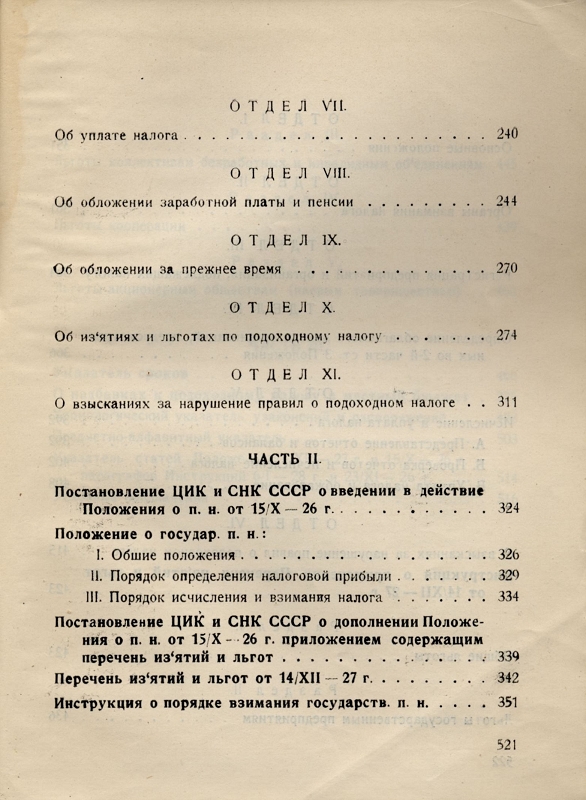 ОТДЕЛ VII.
Об уплате налога . . . . . . . . . . . . . . . . . . . . 240
ОТДЕЛ VIII.
Об обложении заработной платы и пенсии . . . . . . . . . . 244
ОТДЕЛ IX.
Об обложении за прежнее время . . . . . . . . . . . . . 270
ОТДЕЛ X.
Об из‘ятиях и льготах по подоходному налогу . . . . . . . 274
ОТДЕЛ XI.
О взысканиях за нарушение правил о подоходном налоге . . 311
ЧАСТЬ II.
Постановление ЦИК и СНК СССР о введении в действие
Положения о п. н. от 15/X — 26 г. . . . . . . . . . . 324
Положение о государ. п. н.:
I. Обшие положения . . . . . . . . . . . . . . . . . 326
II. Порядок определения налоговой прибыли . . . . . . . 329
III. Порядок исчисления и взимания налога . . . . . . . 334
Постановление ЦИК и СНК СССР о дополнении Положе-
ния о п. н. от 15/X — 26 г. приложением содержащим
перечень из‘ятий и льгот . . . . . . . . . . . . . . 339
Перечень из‘ятий и льгот от 14/XII — 27 г. . . . . . . . . 342
Инструкция о порядке взимания государств. п. н. . . . . . 351
521